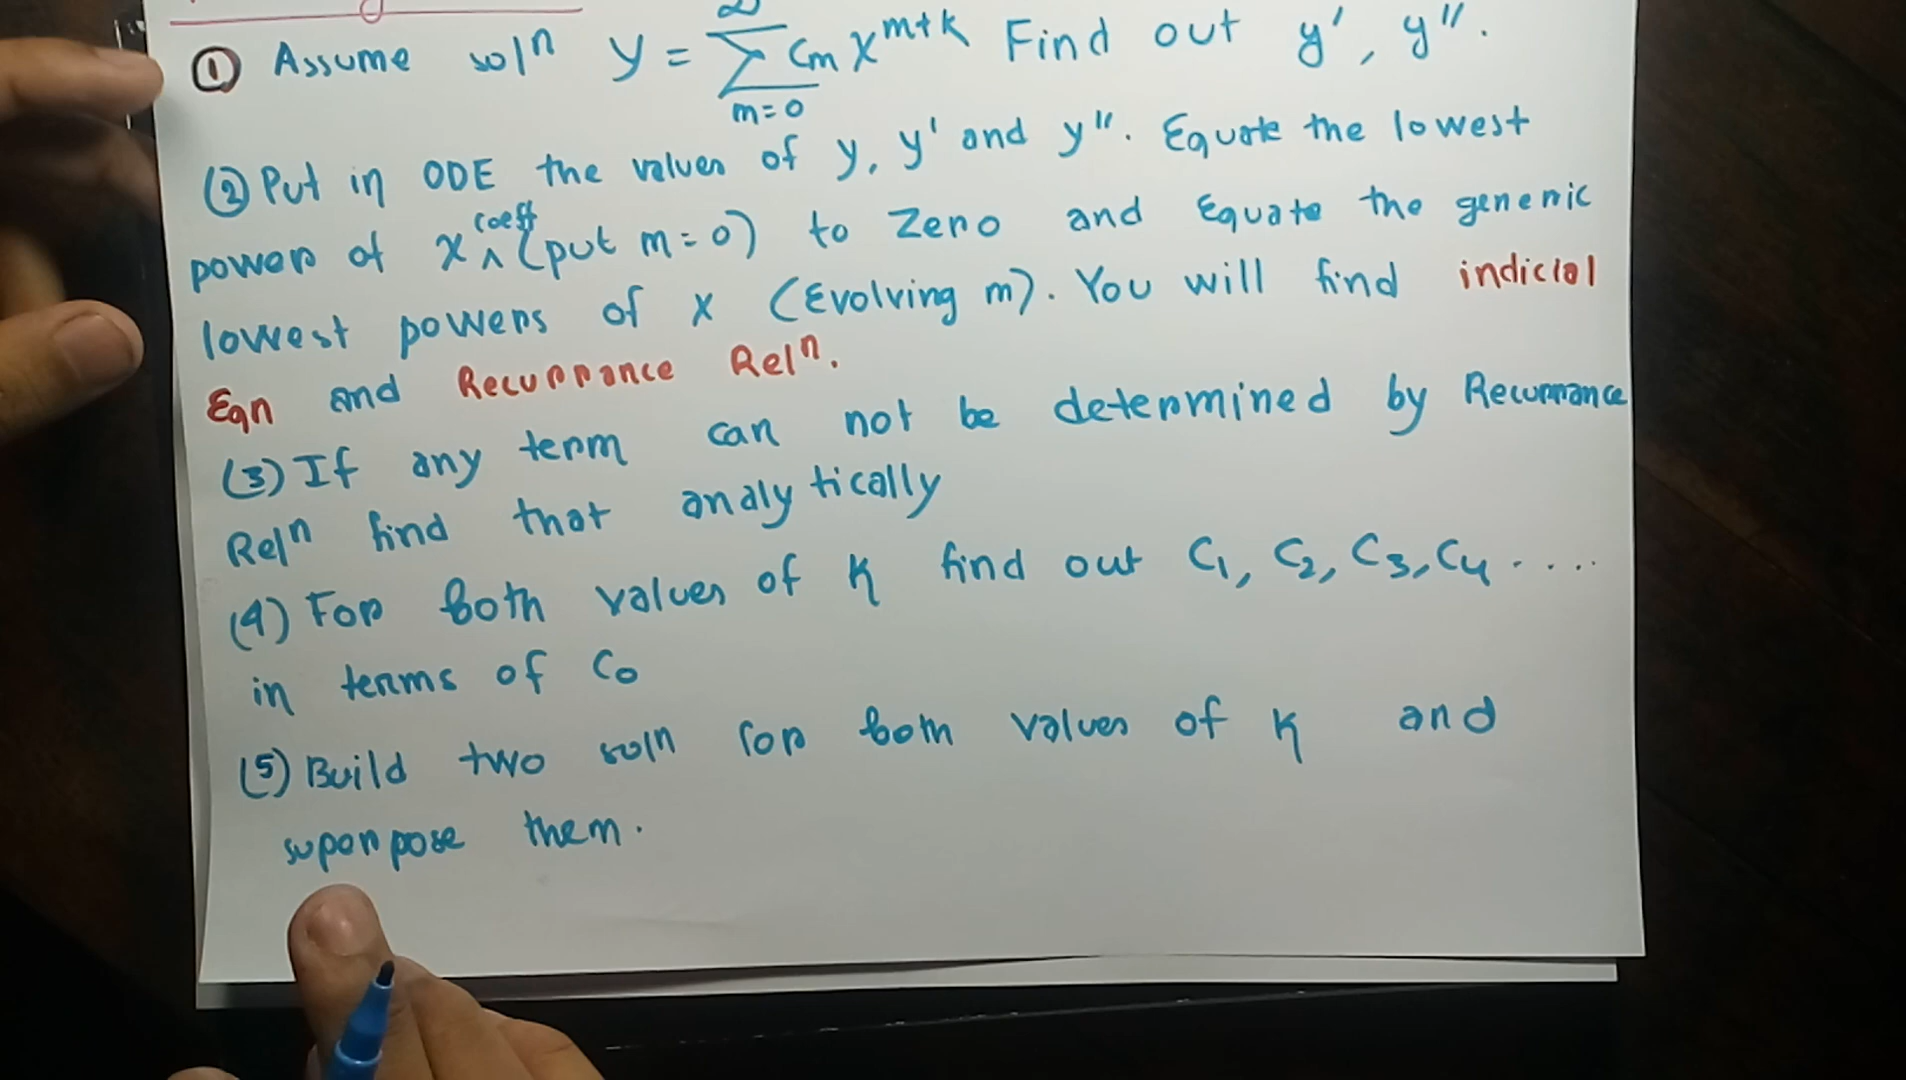 ① Assume solⁿ y = ∑_{m=0}^{∞} Cm x^{m+k} Find out y', y".
② Put in ODE the values of y, y' and y". Equate the lowest
power of x ^coeff (put m=0) to zero and Equate the generic
lowest powers of x (Evolving m). You will find indicial
Eqn and Recurrance Relⁿ.
(3) If any term can not be determined by Recurrance
Relⁿ find that analytically
(4) For both values of K find out C₁, C₂, C₃, C₄ .....
in terms of C₀
(5) Build two soln for both values of K and
superpose them.